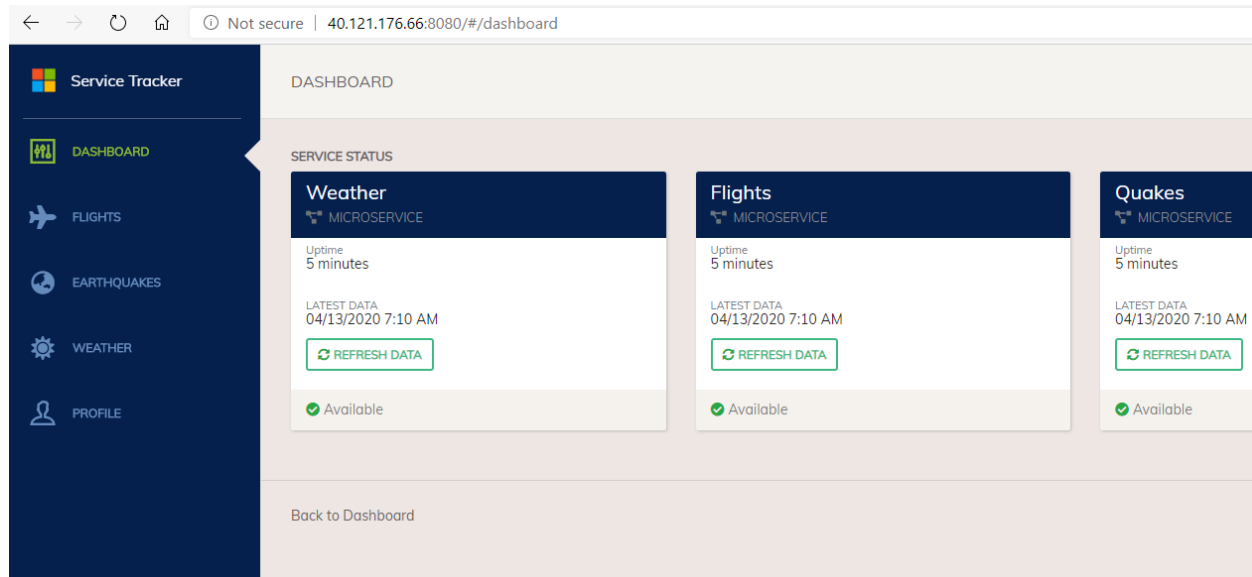 Not secure | 40.121.176.66:8080/#/dashboard
Service Tracker
DASHBOARD
FLIGHTS
EARTHQUAKES
WEATHER
PROFILE
DASHBOARD
SERVICE STATUS
Weather
MICROSERVICE
Uptime
5 minutes
LATEST DATA
04/13/2020 7:10 AM
REFRESH DATA
Available
Flights
MICROSERVICE
Uptime
5 minutes
LATEST DATA
04/13/2020 7:10 AM
REFRESH DATA
Available
Quakes
MICROSERVICE
Uptime
5 minutes
LATEST DATA
04/13/2020 7:10 AM
REFRESH DATA
Available
Back to Dashboard